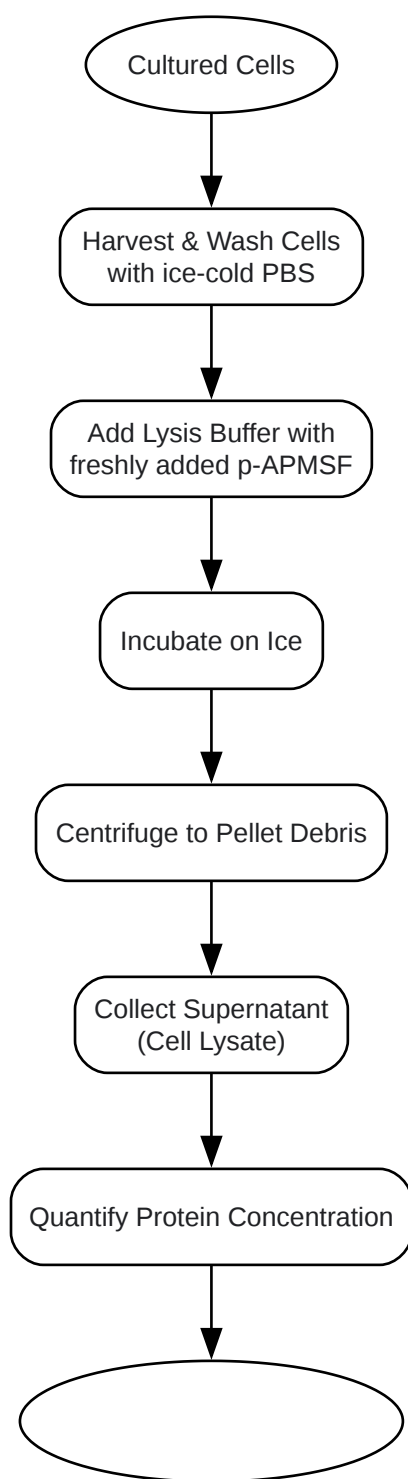 Cultured Cells
Harvest & Wash Cells
with ice-cold PBS
Add Lysis Buffer with
freshly added p-APMSF
Incubate on Ice
Centrifuge to Pellet Debris
Collect Supernatant
(Cell Lysate)
Quantify Protein Concentration